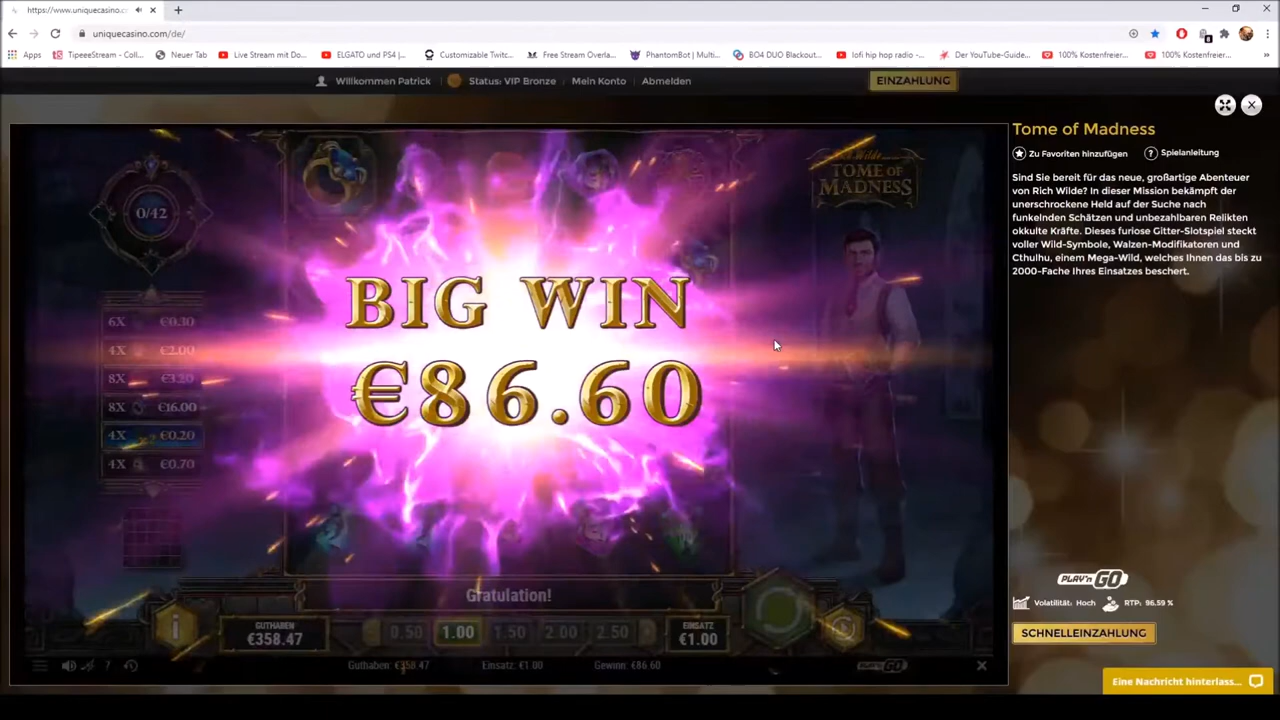 https://www.uniquecasino.c
uniquecasino.com/de/
Apps
TipeeeStream - Coll...
Neuer Tab
Live Stream mit Do...
ELGATO und PS4 |...
Customizable Twitc...
Free Stream Overla...
PhantomBot | Multi...
BO4 DUO Blackout...
lofi hip hop radio -...
Der YouTube-Guide...
100% Kostenfreier...
100% Kostenfreier...
Willkommen Patrick
Status: VIP Bronze
Mein Konto
Abmelden
EINZAHLUNG
Tome of Madness
Zu Favoriten hinzufügen
Spielanleitung
Sind Sie bereit für das neue, großartige Abenteuer
von Rich Wilde? In dieser Mission bekämpft der
unerschrockene Held auf der Suche nach
funkelnden Schätzen und unbezahlbaren Relikten
okkulte Kräfte. Dieses furiose Gitter-Slotspiel steckt
voller Wild-Symbole, Walzen-Modifikatoren und
Cthulhu, einem Mega-Wild, welches Ihnen das bis zu
2000-Fache Ihres Einsatzes beschert.
Rich Wilde
TOME OF
MADNESS
0/42
6X €0.10
4X €2.00
8X €3.20
8X €16.00
4X €0.20
4X €0.70
BIG WIN
€86.60
Gratulation!
GUTHABEN
€358.47
0.50 1.00 1.50 2.00 2.50
EINSATZ
€1.00
Guthaben: €358.47
Einsatz: €1.00
Gewinn: €86.60
PLAY'n GO
PLAY'n GO
Volatilität: Hoch
RTP: 96.59 %
SCHNELLEINZAHLUNG
Eine Nachricht hinterlass...